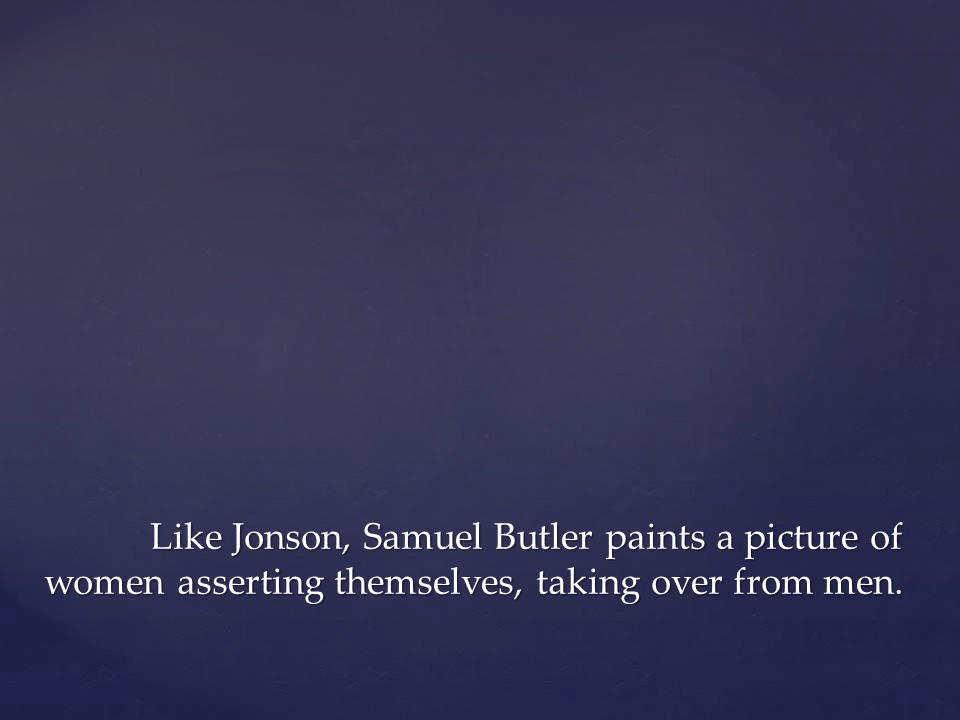 Like Jonson, Samuel Butler paints a picture of
women asserting themselves, taking over from men.